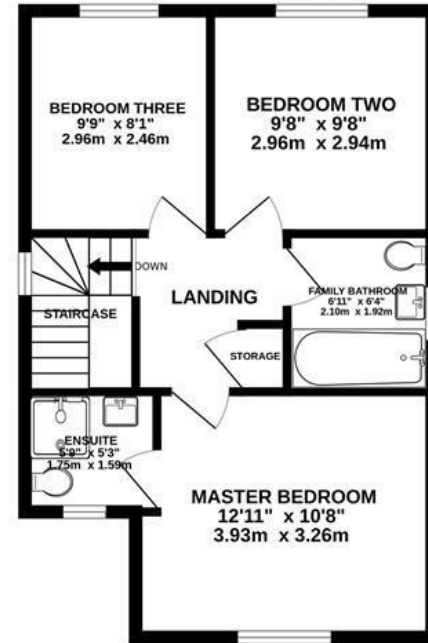 BEDROOM THREE
9'9" x 8'1"
2.96m x 2.46m
BEDROOM TWO
9'8" x 9'8"
2.96m x 2.94m
DOWN
LANDING
STAIRCASE
FAMILY BATHROOM
6'11" x 6'4"
2.10m x 1.92m
STORAGE
ENSUITE
5'9" x 5'3"
1.75m x 1.59m
MASTER BEDROOM
12'11" x 10'8"
3.93m x 3.26m